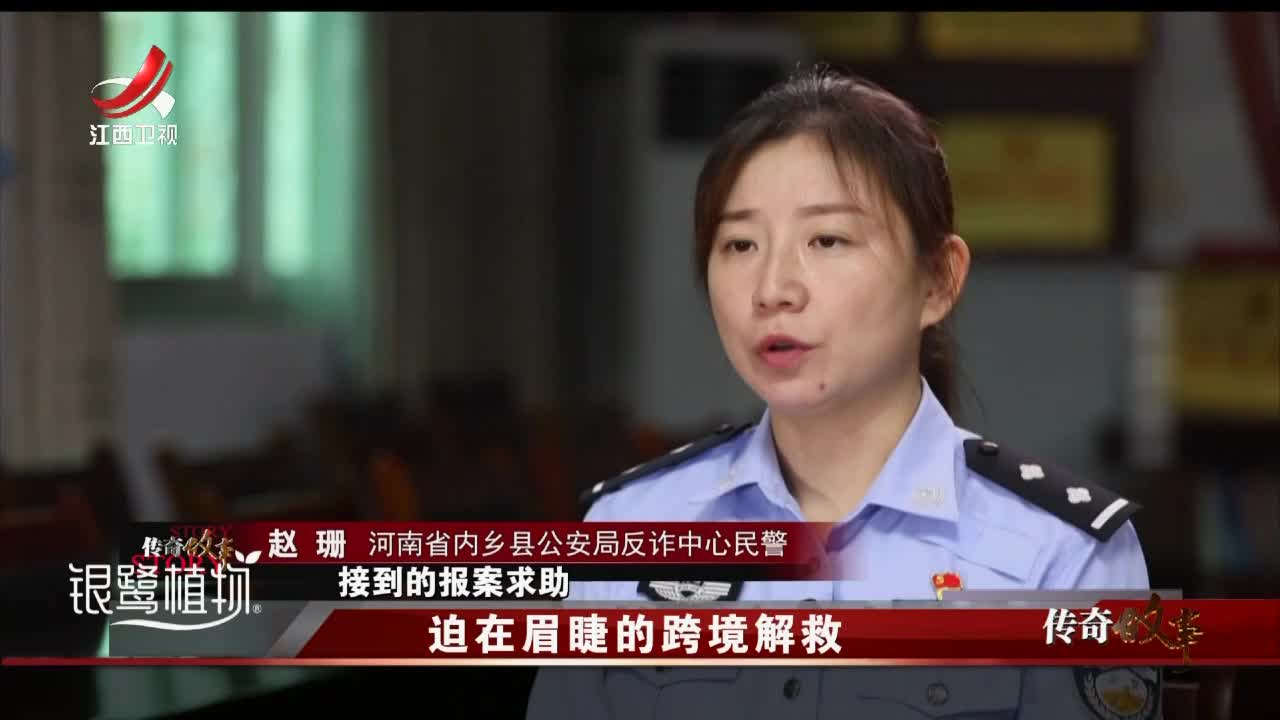 江西卫视
STORY
传奇故事
STORY
赵 珊 河南省内乡县公安局反诈中心民警
银鹭植物®
接到的报案求助
迫在眉睫的跨境解救
传奇故事